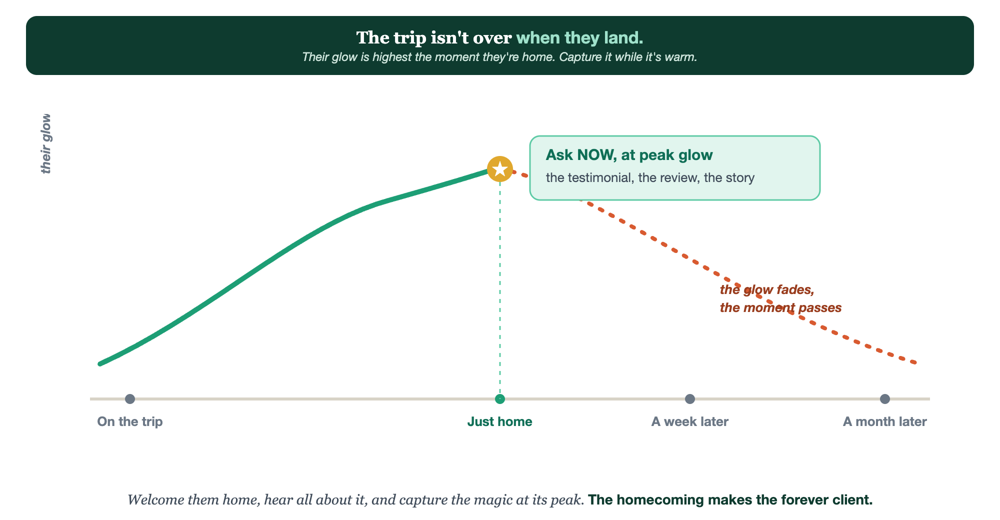 The trip isn't over when they land.
Their glow is highest the moment they're home. Capture it while it's warm.
their glow
Ask NOW, at peak glow
the testimonial, the review, the story
the glow fades,
the moment passes
On the trip
Just home
A week later
A month later
Welcome them home, hear all about it, and capture the magic at its peak. The homecoming makes the forever client.